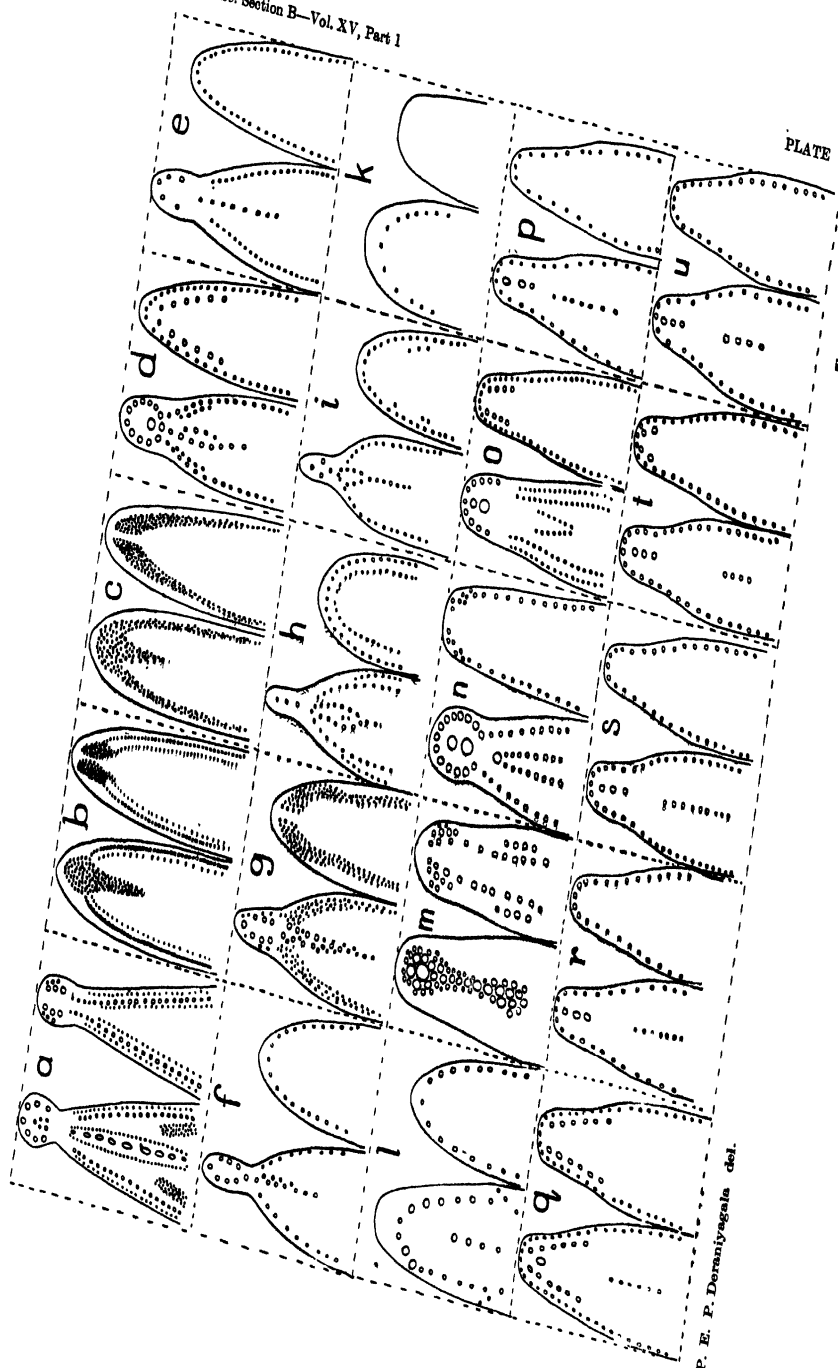 Section B—Vol. XV, Part 1
PLATE
e
k
p
u
d
i
o
t
c
h
n
s
b
g
m
r
a
f
l
q
P. E. P. Deraniyagala del.